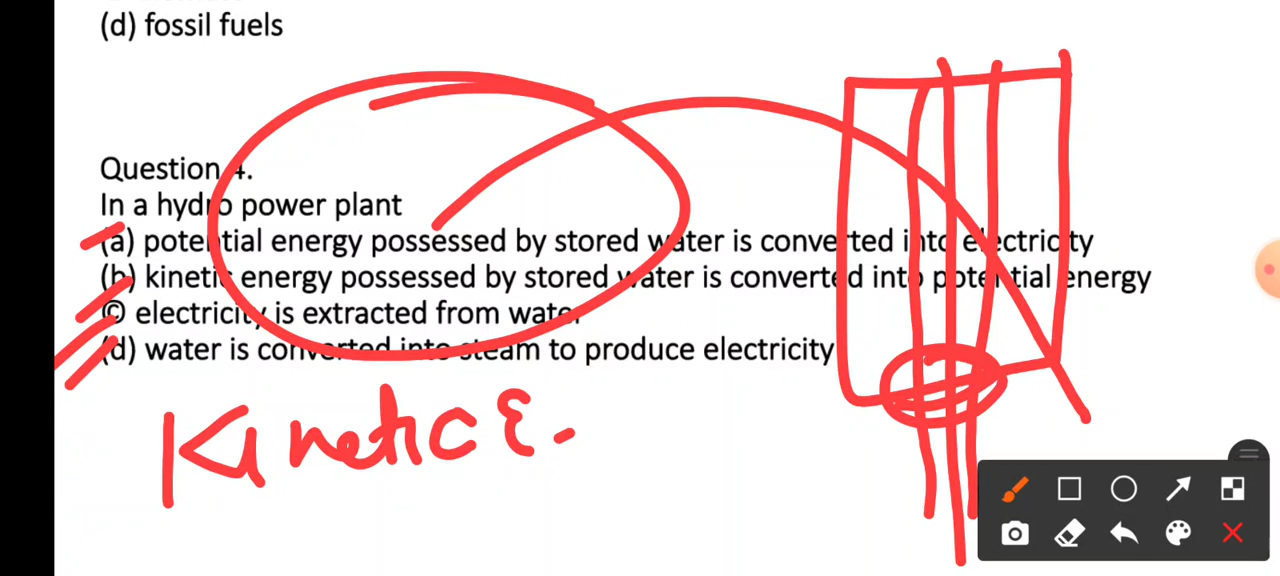 (d) fossil fuels
Question 4.
In a hydro power plant
(a) potential energy possessed by stored water is converted into electricity
(b) kinetic energy possessed by stored water is converted into potential energy
© electricity is extracted from water
(d) water is converted into steam to produce electricity
Kinetic E.